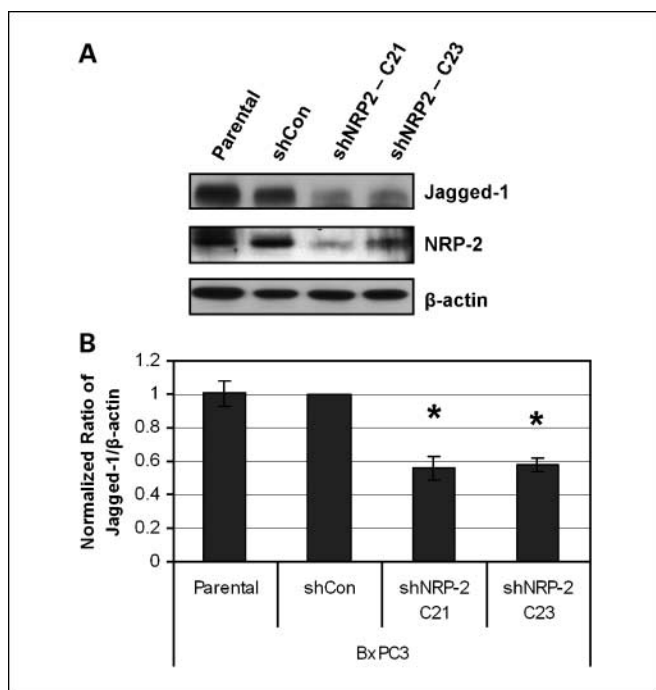 A
Parental
shCon
shNRP2 – C21
shNRP2 – C23
Jagged-1
NRP-2
β-actin
B
Normalized Ratio of
Jagged-1/β-actin
1.2
1
0.8
0.6
0.4
0.2
0
*
*
Parental
shCon
shNRP-2
C21
shNRP-2
C23
BxPC3